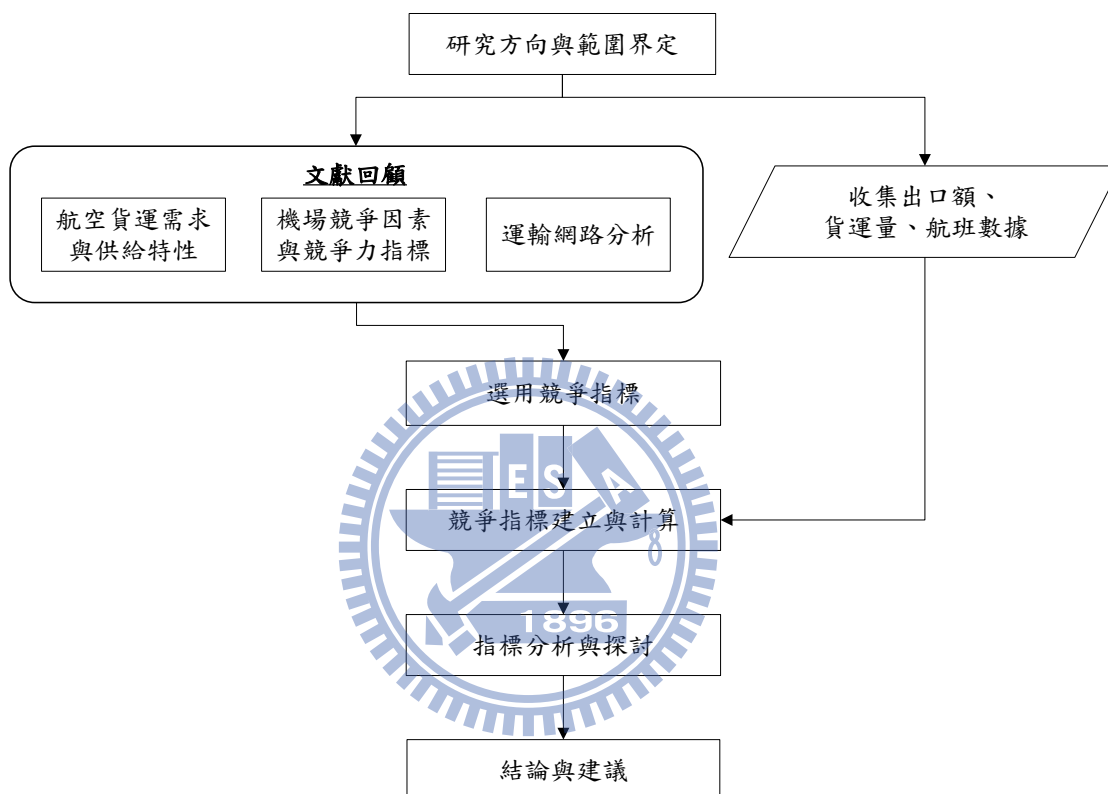 研究方向與範圍界定
文獻回顧
航空貨運需求
與供給特性
機場競爭因素
與競爭力指標
運輸網路分析
收集出口額、
貨運量、航班數據
選用競爭指標
E S A
競爭指標建立與計算
1896
指標分析與探討
結論與建議